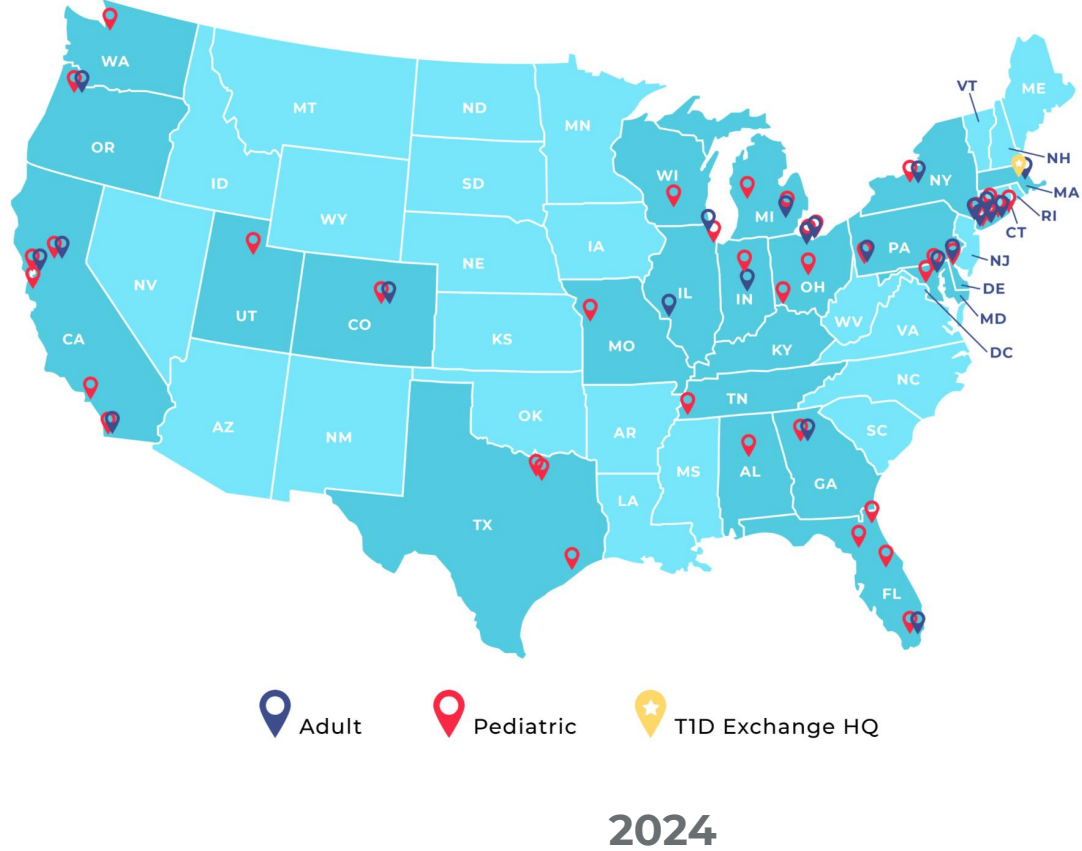 WA
MT
ND
MN
VT
ME
OR
ID
SD
WI
MI
NY
NH
MA
RI
CT
WY
IA
NE
PA
NJ
NV
UT
CO
IL
IN
OH
DE
MD
DC
CA
KS
MO
WV
VA
KY
NC
AZ
NM
OK
AR
TN
SC
MS
AL
GA
TX
LA
FL
Adult
Pediatric
T1D Exchange HQ
2024